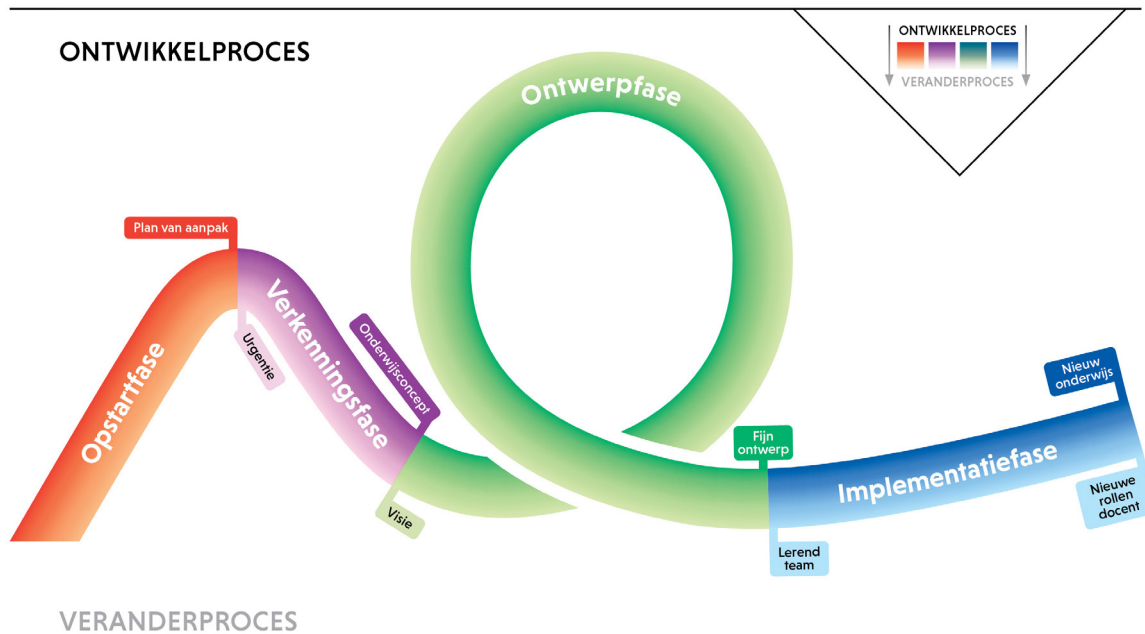 ONTWIKKELPROCES
ONTWIKKELPROCES
VERANDERPROCES
Ontwerpfase
Plan van aanpak
Opstartfase
Urgentie
Verkenningsfase
Onderwijsconcept
Visie
Fijn
ontwerp
Lerend
team
Implementatiefase
Nieuw
onderwijs
Nieuwe
rollen
docent
VERANDERPROCES